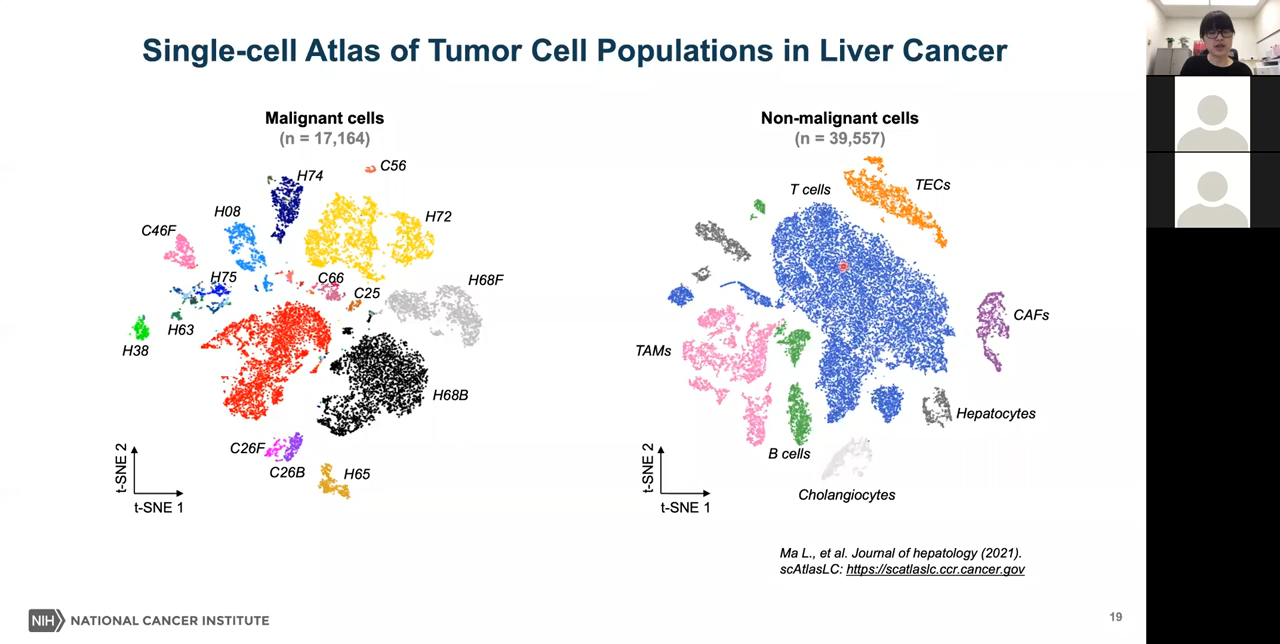 Single-cell Atlas of Tumor Cell Populations in Liver Cancer
Malignant cells
(n = 17,164)
C56
H74
H08
H72
C46F
H75
C66
C25
H68F
H63
H38
H68B
C26F
C26B
H65
t-SNE 2
t-SNE 1
Non-malignant cells
(n = 39,557)
T cells
TECs
CAFs
TAMs
Hepatocytes
B cells
Cholangiocytes
t-SNE 2
t-SNE 1
Ma L., et al. Journal of hepatology (2021).
scAtlasLC: https://scatlaslc.ccr.cancer.gov
NIH NATIONAL CANCER INSTITUTE
19